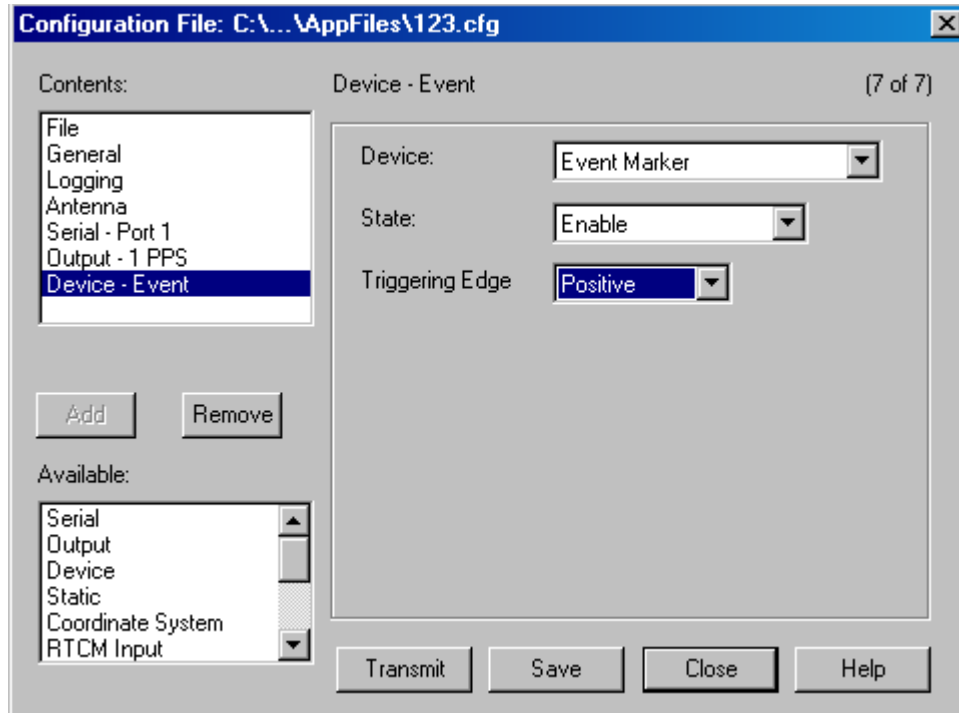 Configuration File: C:\...\AppFiles\123.cfg
Contents:
File
General
Logging
Antenna
Serial - Port 1
Output - 1 PPS
Device - Event
Add
Remove
Available:
Serial
Output
Device
Static
Coordinate System
RTCM Input
Device - Event
(7 of 7)
Device:
Event Marker
State:
Enable
Triggering Edge
Positive
Transmit
Save
Close
Help